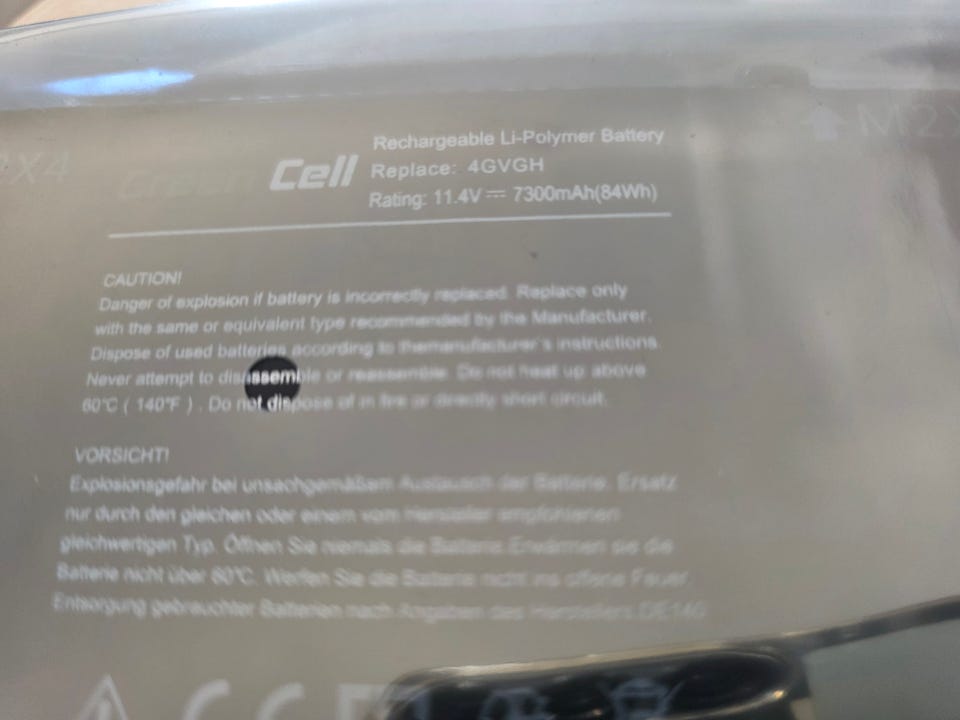 2X4
M2X
Green Cell
Rechargeable Li-Polymer Battery
Replace: 4GVGH
Rating: 11.4V ⎓ 7300mAh(84Wh)
CAUTION!
Danger of explosion if battery is incorrectly replaced. Replace only
with the same or equivalent type recommended by the Manufacturer.
Dispose of used batteries according to themanufacturer's instructions.
Never attempt to disassemble or reassemble. Do not heat up above
60°C ( 140°F ) . Do not dispose of in fire or directly short circuit.
VORSICHT!
Explosionsgefahr bei unsachgemäßem Austausch der Batterie. Ersatz
nur durch den gleichen oder einem vom Hersteller empfohlenen
gleichwertigen Typ. Öffnen Sie niemals die Batterie.Erwärmen sie die
Batterie nicht über 60°C. Werfen Sie die Batterie nicht ins offene Feuer.
Entsorgung gebrauchter Batterien nach Angaben des Herstellers.DE140